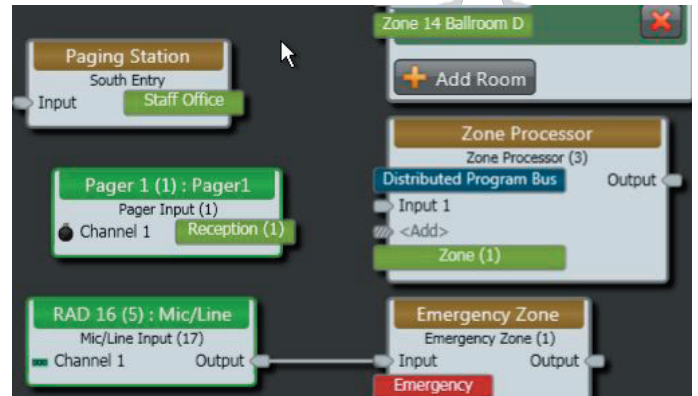 Zone 14 Ballroom D
Add Room
Paging Station
South Entry
Input
Staff Office
Zone Processor
Zone Processor (3)
Distributed Program Bus
Output
Input 1
<Add>
Zone (1)
Pager 1 (1) : Pager1
Pager Input (1)
Channel 1
Reception (1)
RAD 16 (5) : Mic/Line
Mic/Line Input (17)
Channel 1
Output
Emergency Zone
Emergency Zone (1)
Input
Output
Emergency